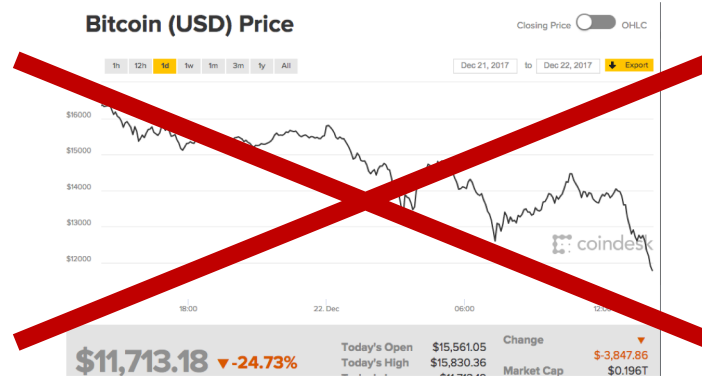 Bitcoin (USD) Price
Closing Price OHLC
1h 12h 1d 1w 1m 3m 1y All
Dec 21, 2017 to Dec 22, 2017 Export
$16000
$15000
$14000
$13000
$12000
coindesk
18:00 22. Dec 06:00
$11,713.18 ▼-24.73%
Today's Open $15,561.05
Today's High $15,830.36
Change ▼
$-3,847.86
Market Cap $0.196T